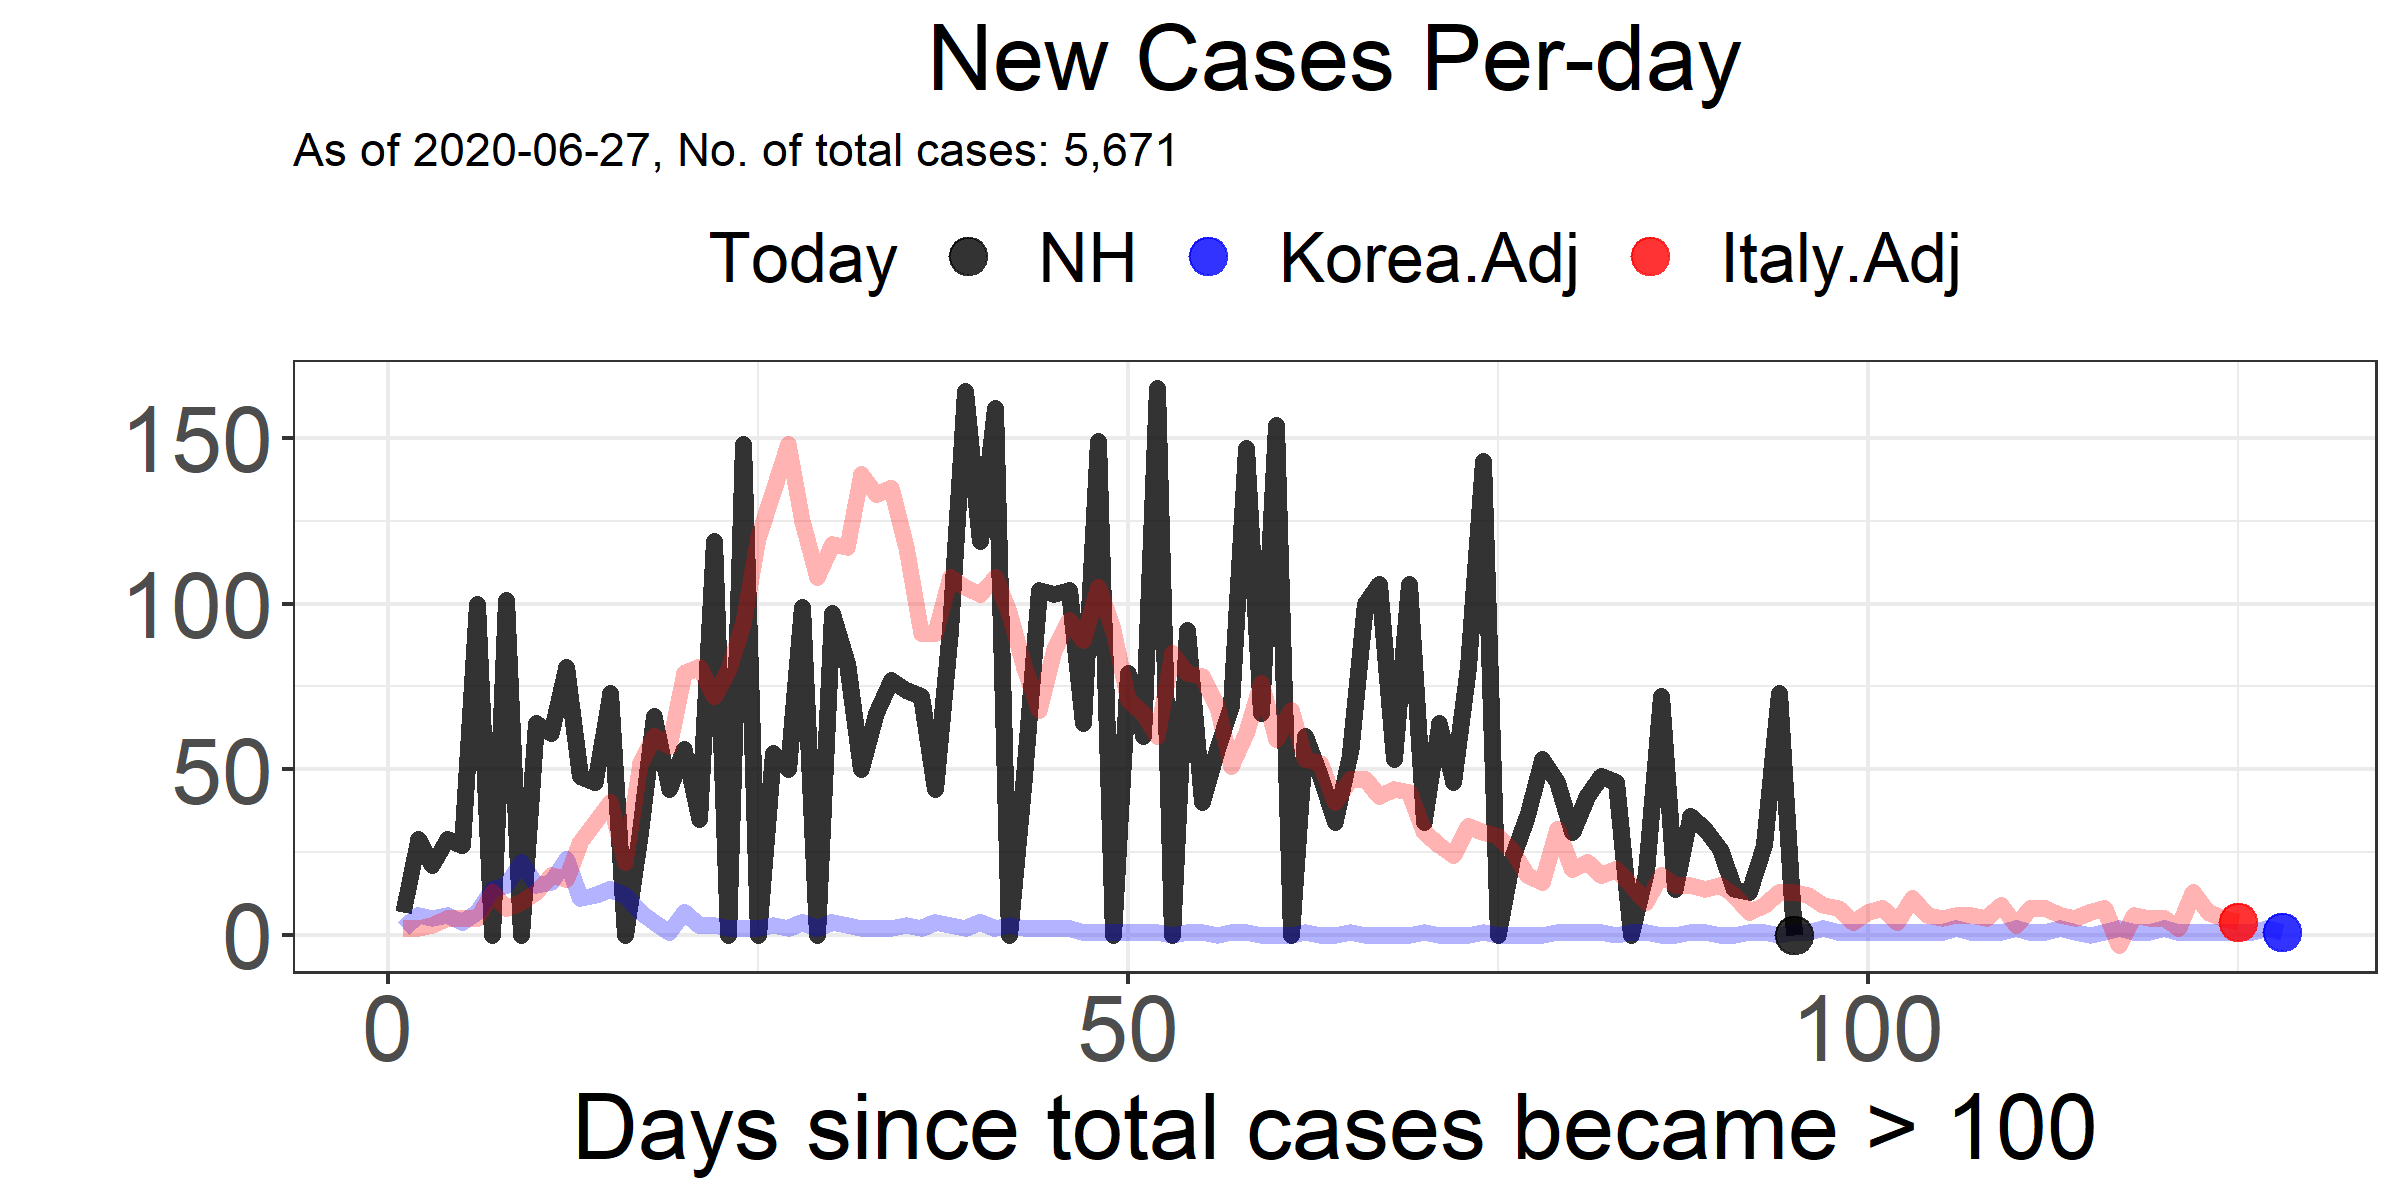 New Cases Per-day
As of 2020-06-27, No. of total cases: 5,671
Today NH Korea.Adj Italy.Adj
150
100
50
0
0 50 100
Days since total cases became > 100